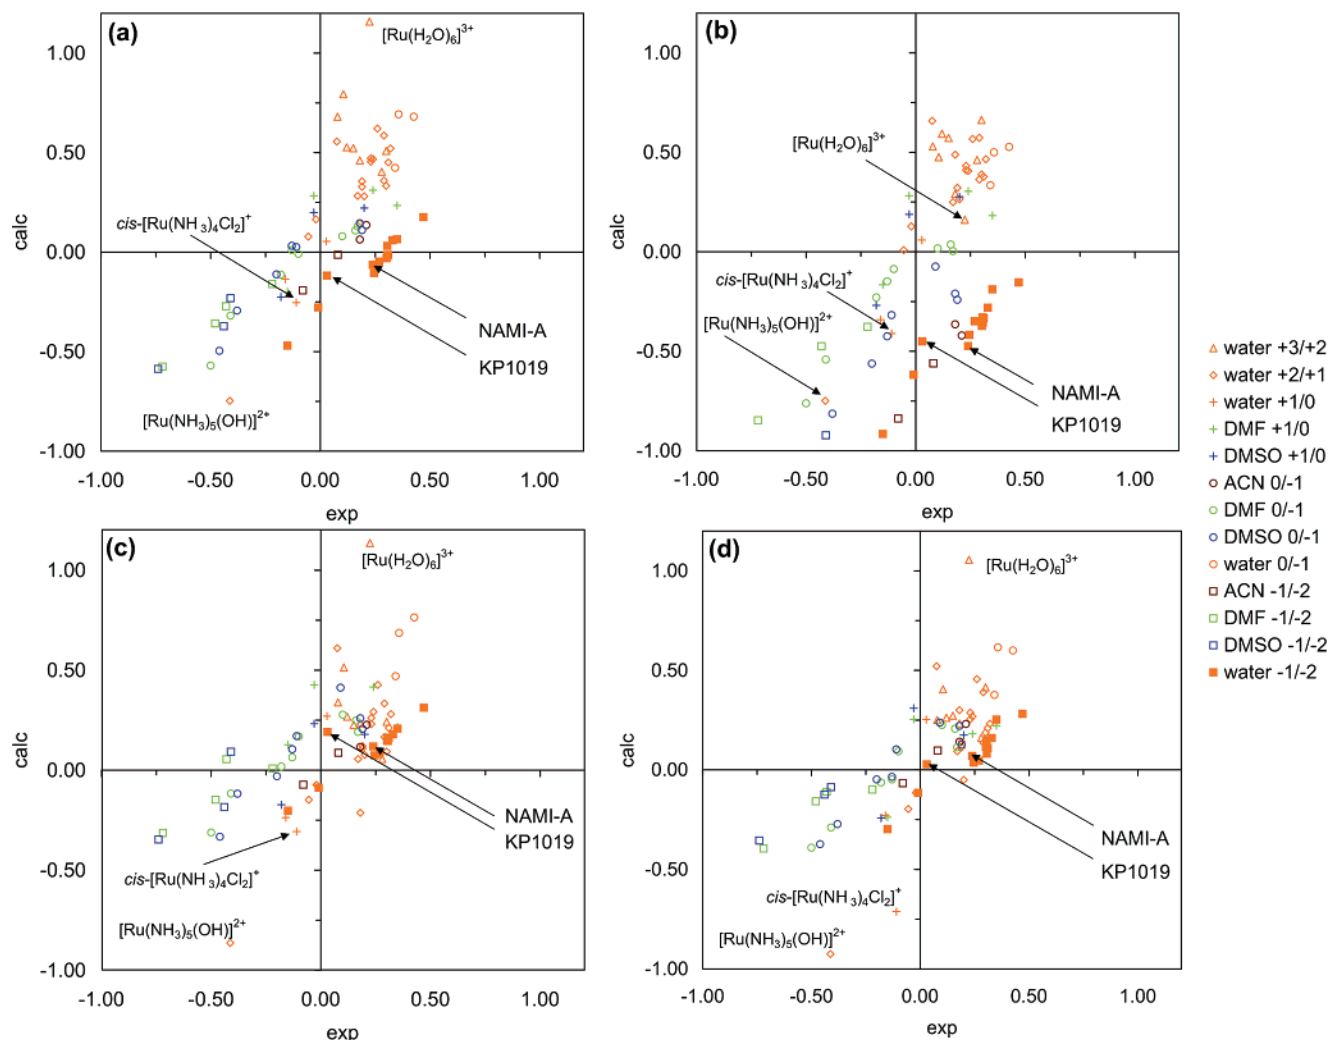 (a)
1.00
0.50
0.00
-0.50
-1.00
calc
[Ru(H₂O)₆]³⁺
cis-[Ru(NH₃)₄Cl₂]⁺
NAMI-A
KP1019
[Ru(NH₃)₅(OH)]²⁺
-1.00 -0.50 0.00 0.50 1.00
exp
(b)
1.00
0.50
0.00
-0.50
-1.00
calc
[Ru(H₂O)₆]³⁺
cis-[Ru(NH₃)₄Cl₂]⁺
[Ru(NH₃)₅(OH)]²⁺
NAMI-A
KP1019
-1.00 -0.50 0.00 0.50 1.00
exp
(c)
1.00
0.50
0.00
-0.50
-1.00
calc
[Ru(H₂O)₆]³⁺
NAMI-A
KP1019
cis-[Ru(NH₃)₄Cl₂]⁺
[Ru(NH₃)₅(OH)]²⁺
-1.00 -0.50 0.00 0.50 1.00
exp
(d)
1.00
0.50
0.00
-0.50
-1.00
calc
[Ru(H₂O)₆]³⁺
NAMI-A
KP1019
cis-[Ru(NH₃)₄Cl₂]⁺
[Ru(NH₃)₅(OH)]²⁺
-1.00 -0.50 0.00 0.50 1.00
exp
water +3/+2
water +2/+1
water +1/0
DMF +1/0
DMSO +1/0
ACN 0/-1
DMF 0/-1
DMSO 0/-1
water 0/-1
ACN -1/-2
DMF -1/-2
DMSO -1/-2
water -1/-2